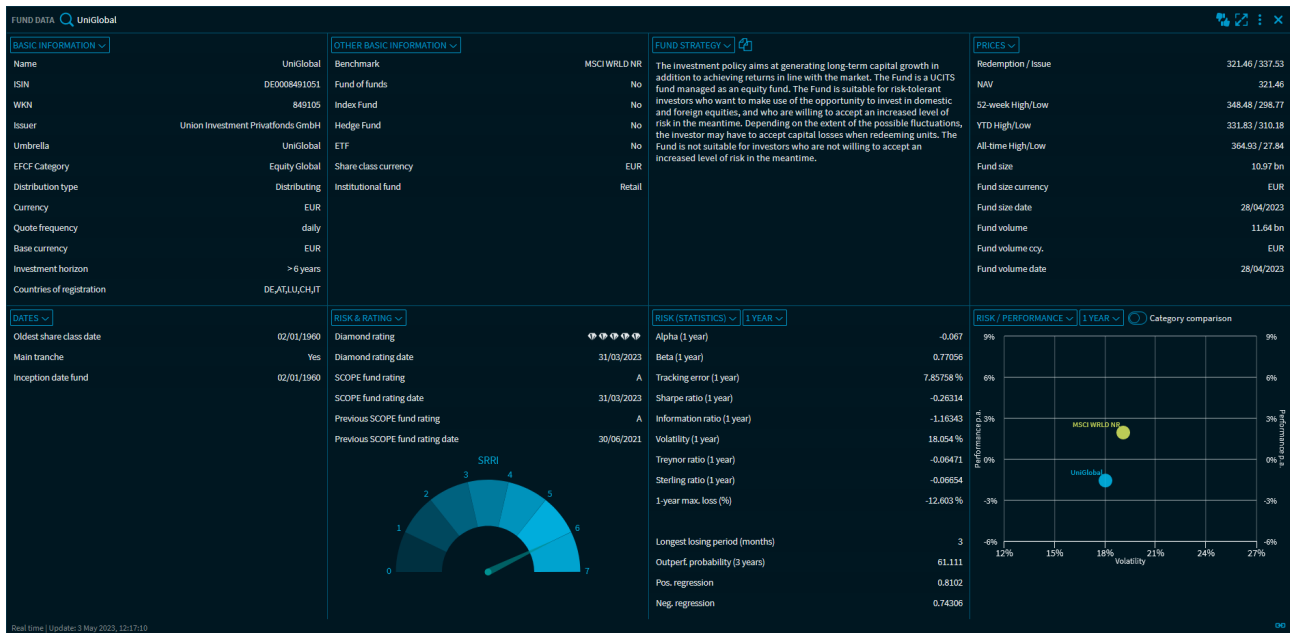 FUND DATA UniGlobal
BASIC INFORMATION
Name UniGlobal
ISIN DE0008491051
WKN 849105
Issuer Union Investment Privatfonds GmbH
Umbrella UniGlobal
EFCF Category Equity Global
Distribution type Distributing
Currency EUR
Quote frequency daily
Base currency EUR
Investment horizon > 6 years
Countries of registration DE,AT,LU,CH,IT
OTHER BASIC INFORMATION
Benchmark MSCI WRLD NR
Fund of funds No
Index Fund No
Hedge Fund No
ETF No
Share class currency EUR
Institutional fund Retail
FUND STRATEGY
The investment policy aims at generating long-term capital growth in
addition to achieving returns in line with the market. The Fund is a UCITS
fund managed as an equity fund. The Fund is suitable for risk-tolerant
investors who want to make use of the opportunity to invest in domestic
and foreign equities, and who are willing to accept an increased level of
risk in the meantime. Depending on the extent of the possible fluctuations,
the investor may have to accept capital losses when redeeming units. The
Fund is not suitable for investors who are not willing to accept an
increased level of risk in the meantime.
PRICES
Redemption / Issue 321.46 / 337.53
NAV 321.46
52-week High/Low 348.48 / 298.77
YTD High/Low 331.83 / 310.18
All-time High/Low 364.93 / 27.84
Fund size 10.97 bn
Fund size currency EUR
Fund size date 28/04/2023
Fund volume 11.64 bn
Fund volume ccy. EUR
Fund volume date 28/04/2023
DATES
Oldest share class date 02/01/1960
Main tranche Yes
Inception date fund 02/01/1960
RISK & RATING
Diamond rating
Diamond rating date 31/03/2023
SCOPE fund rating A
SCOPE fund rating date 31/03/2023
Previous SCOPE fund rating A
Previous SCOPE fund rating date 30/06/2021
SRRI
0 1 2 3 4 5 6 7
RISK (STATISTICS) 1 YEAR
Alpha (1 year) -0.067
Beta (1 year) 0.77056
Tracking error (1 year) 7.85758 %
Sharpe ratio (1 year) -0.26314
Information ratio (1 year) -1.16343
Volatility (1 year) 18.054 %
Treynor ratio (1 year) -0.06471
Sterling ratio (1 year) -0.06654
1-year max. loss (%) -12.603 %
Longest losing period (months) 3
Outperf. probability (3 years) 61.111
Pos. regression 0.8102
Neg. regression 0.74306
RISK / PERFORMANCE 1 YEAR Category comparison
9% 9%
6% 6%
3% 3%
MSCI WRLD NR
0% 0%
UniGlobal
-3% -3%
-6% -6%
Performance p.a. Performance p.a.
12% 15% 18% 21% 24% 27%
Volatility
Real time | Update: 3 May 2023, 12:17:10